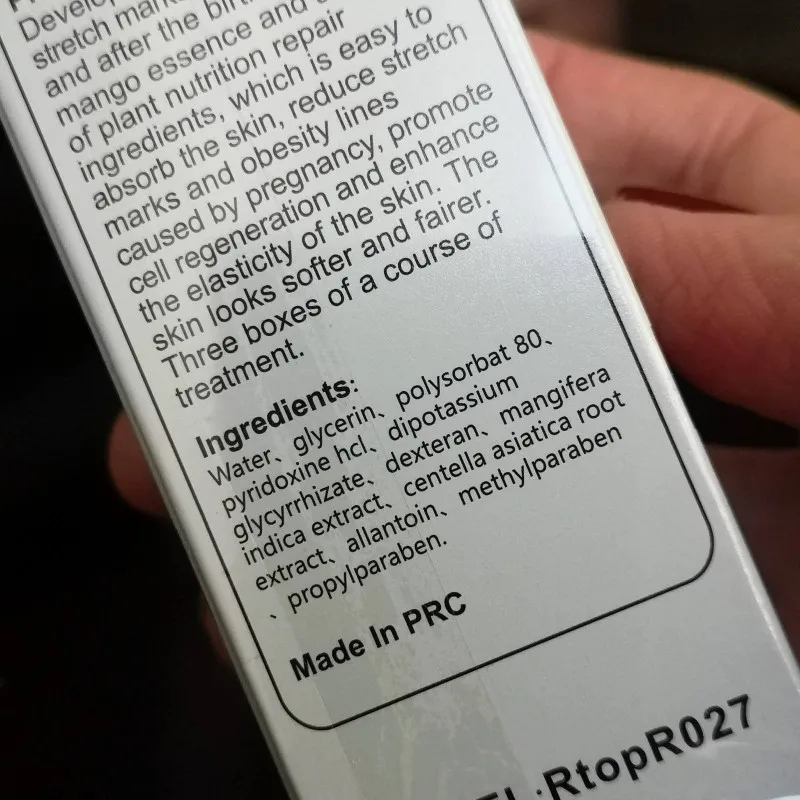 stretch mar
and after the birt
mango essence and
of plant nutrition repair
ingredients, which is easy to
absorb the skin, reduce stretch
marks and obesity lines
caused by pregnancy, promote
cell regeneration and enhance
the elasticity of the skin. The
skin looks softer and fairer.
Three boxes of a course of
treatment.
Ingredients:
Water、glycerin、polysorbat 80、
pyridoxine hcl、dipotassium
glycyrrhizate、dexteran、mangifera
indica extract、centella asiatica root
extract、allantoin、methylparaben
、propylparaben.
Made In PRC
RtopR027